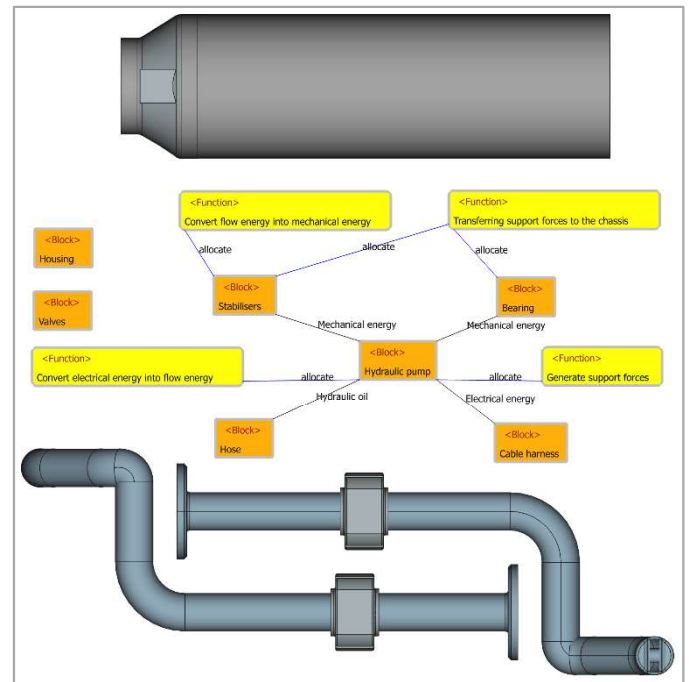 <Function>
Convert flow energy into mechanical energy
<Function>
Transferring support forces to the chassis
allocate
allocate
allocate
<Block>
Housing
<Block>
Stabilisers
<Block>
Bearing
<Block>
Valves
Mechanical energy
Mechanical energy
<Block>
Hydraulic pump
<Function>
Convert electrical energy into flow energy
allocate
allocate
<Function>
Generate support forces
Hydraulic oil
Electrical energy
<Block>
Hose
<Block>
Cable harness